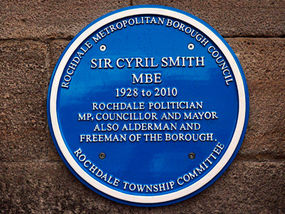 ROCHDALE METROPOLITAN BOROUGH COUNCIL
SIR CYRIL SMITH
MBE
1928 to 2010
ROCHDALE POLITICIAN
MP, COUNCILLOR AND MAYOR
ALSO ALDERMAN AND
FREEMAN OF THE BOROUGH.
ROCHDALE TOWNSHIP COMMITTEE